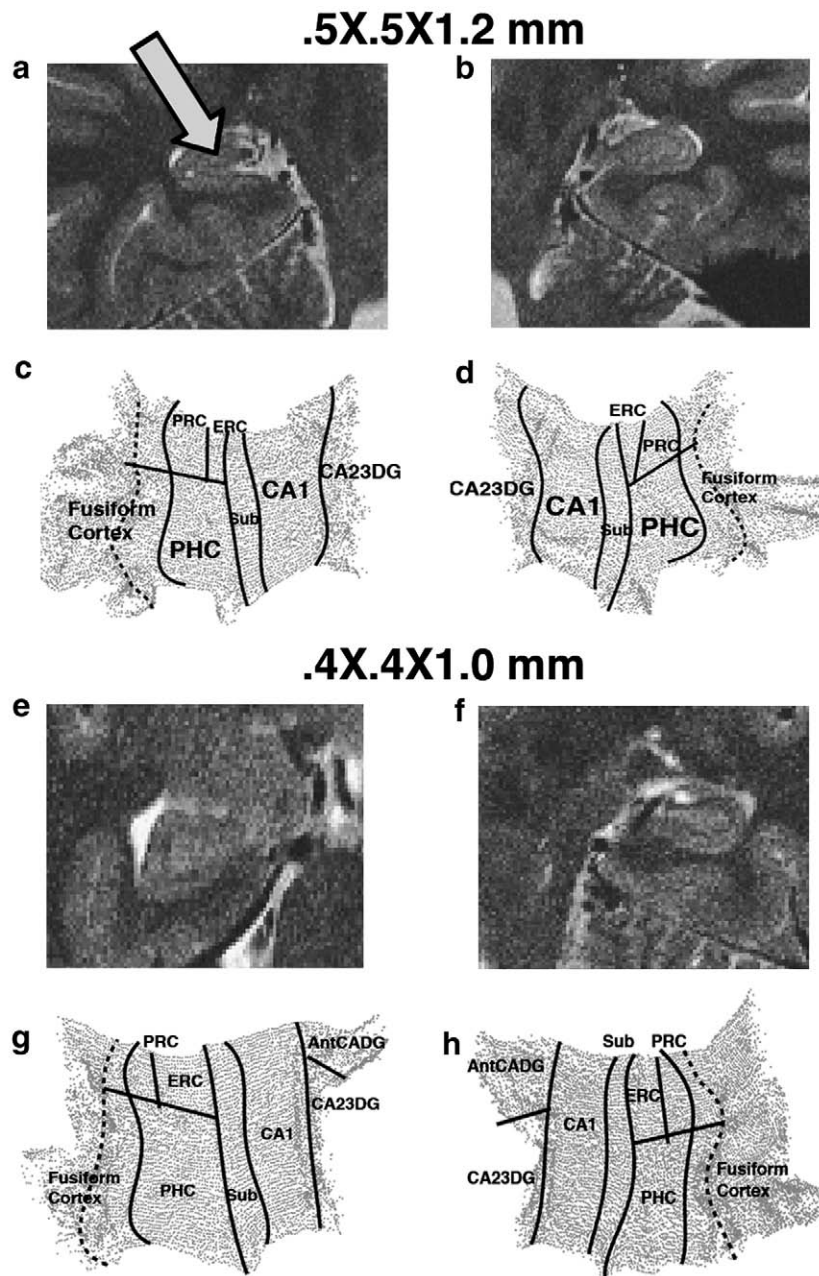 .5X.5X1.2 mm
a
b
c
PRC
ERC
CA23DG
CA1
Fusiform
Cortex
Sub
PHC
d
ERC
PRC
CA23DG
CA1
Fusiform
Cortex
Sub
PHC
.4X.4X1.0 mm
e
f
g
PRC
AntCADG
ERC
CA23DG
CA1
Fusiform
Cortex
PHC
Sub
h
Sub
PRC
AntCADG
ERC
CA1
CA23DG
Fusiform
Cortex
PHC